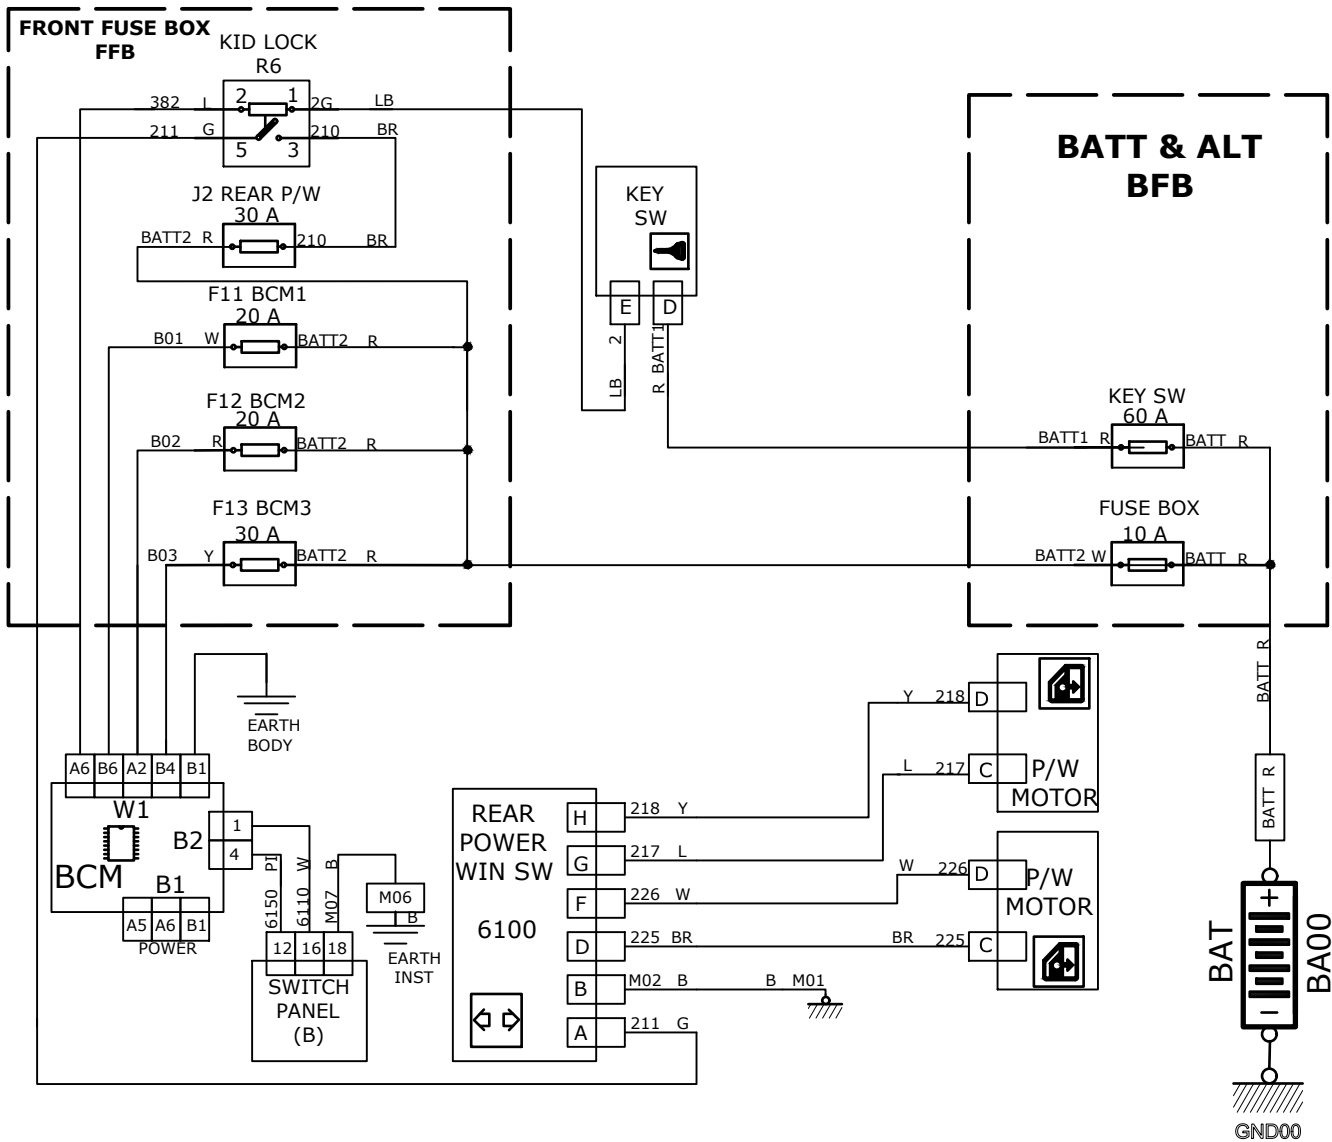 FRONT FUSE BOX
FFB
KID LOCK
R6
382 L 2 1 2G LB
211 G 5 3 210 BR
J2 REAR P/W
30 A
BATT2 R 210 BR
F11 BCM1
20 A
B01 W BATT2 R
F12 BCM2
20 A
B02 R BATT2 R
F13 BCM3
30 A
B03 Y BATT2 R
KEY
SW
E D
LB 2
R BATT1
BATT & ALT
BFB
KEY SW
60 A
BATT1 R BATT R
FUSE BOX
10 A
BATT2 W BATT R
BATT R
BATT R
EARTH
BODY
A6 B6 A2 B4 B1
W1
BCM
B2
1
4
B1
A5 A6 B1
POWER
6150 PI
6110 W
M07 B
M06
B
EARTH
INST
12 16 18
SWITCH
PANEL
(B)
REAR
POWER
WIN SW
6100
H 218 Y
G 217 L
F 226 W
D 225 BR
B M02 B B M01
A 211 G
Y 218 D
L 217 C
P/W
MOTOR
W 226 D
BR 225 C
P/W
MOTOR
BAT
+
−
BA00
GND00